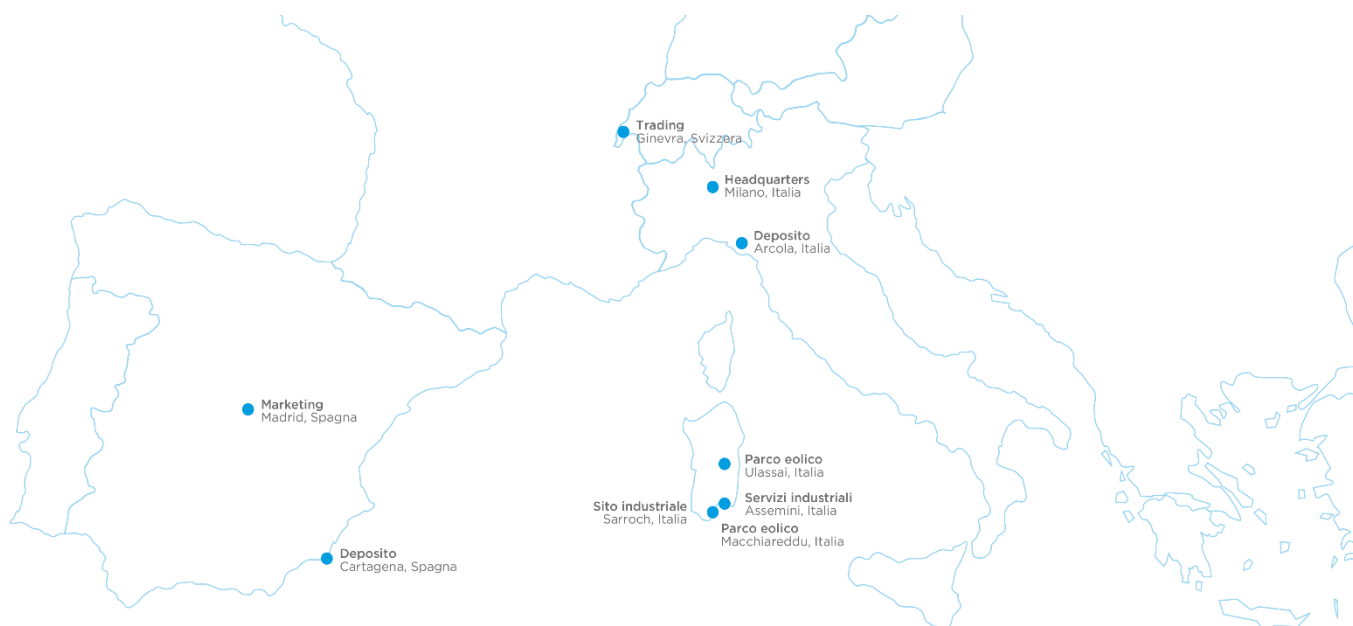 Trading
Ginevra, Svizzera
Headquarters
Milano, Italia
Deposito
Arcola, Italia
Marketing
Madrid, Spagna
Parco eolico
Ulassai, Italia
Servizi industriali
Assemini, Italia
Sito industriale
Sarroch, Italia
Parco eolico
Macchiareddu, Italia
Deposito
Cartagena, Spagna